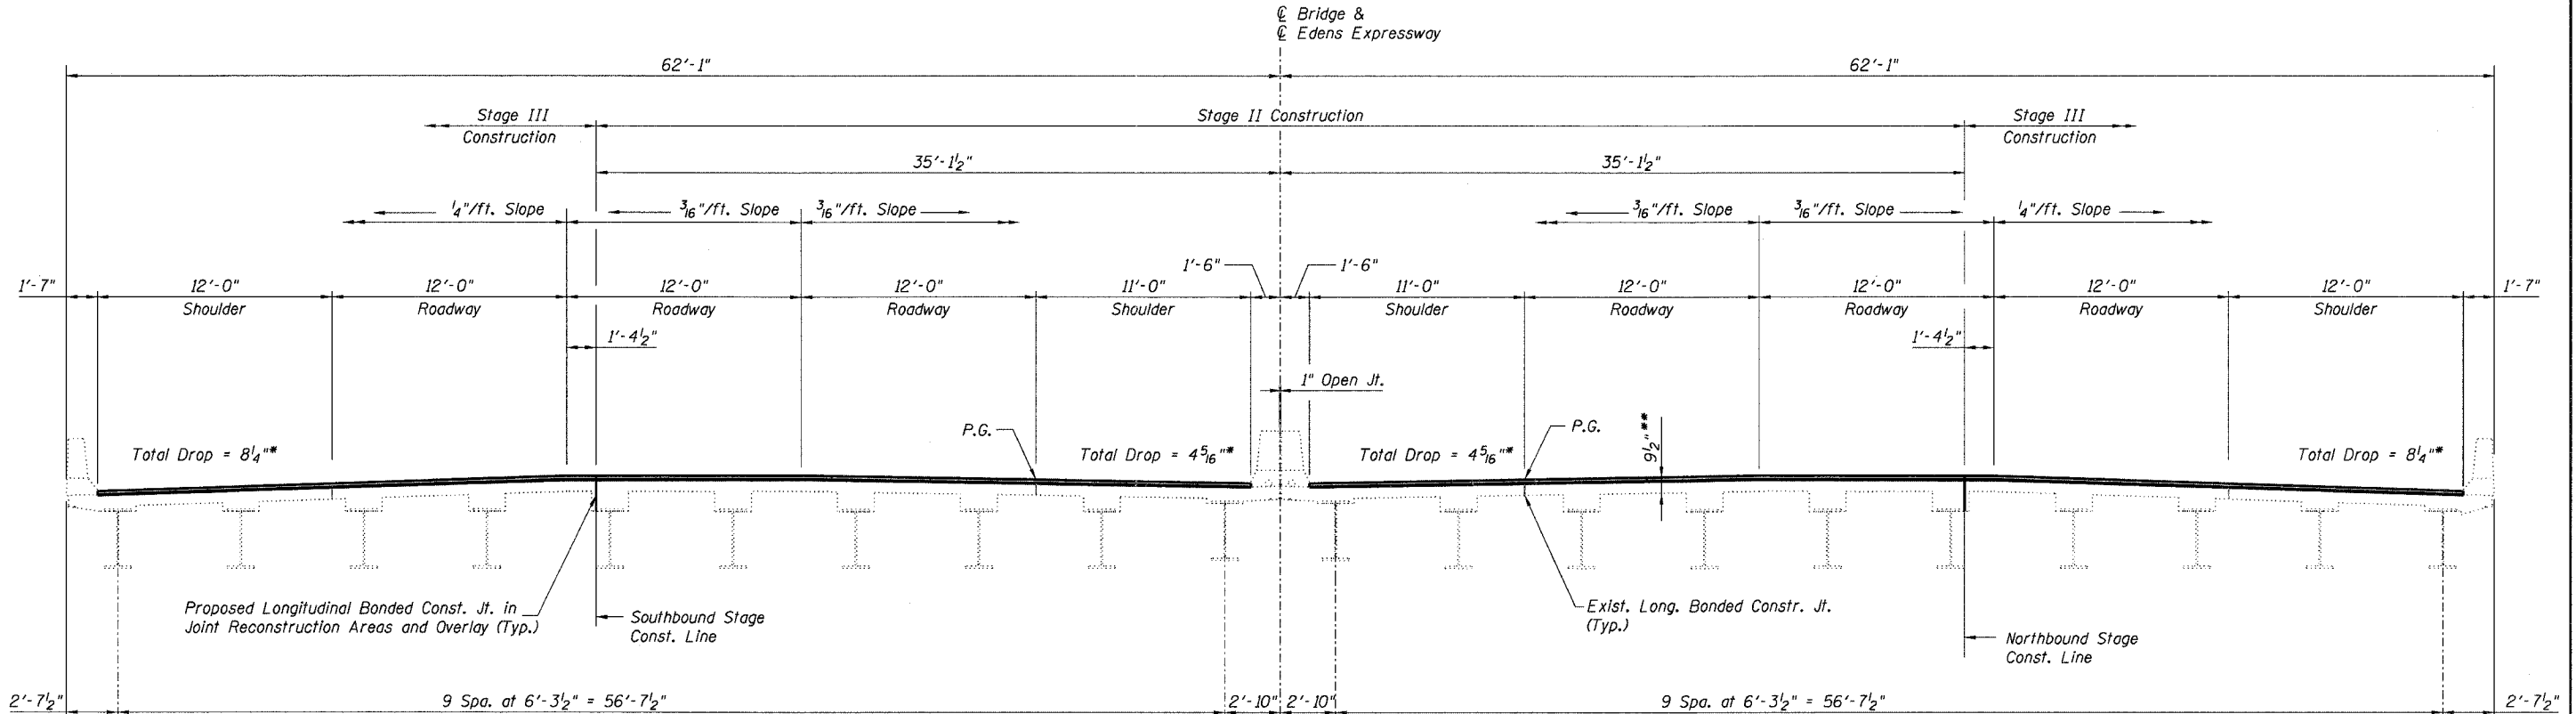 ℄ Bridge &
℄ Edens Expressway
62'-1" 62'-1"
Stage III Stage II Construction Stage III
Construction Construction
35'-1½" 35'-1½"
¼"/ft. Slope 3/16"/ft. Slope 3/16"/ft. Slope 3/16"/ft. Slope 3/16"/ft. Slope ¼"/ft. Slope
1'-6" 1'-6"
1'-7" 12'-0" 12'-0" 12'-0" 12'-0" 11'-0" 11'-0" 12'-0" 12'-0" 12'-0" 12'-0" 1'-7"
Shoulder Roadway Roadway Roadway Shoulder Shoulder Roadway Roadway Roadway Shoulder
1'-4½" 1'-4½"
1" Open Jt.
P.G. P.G. 9½"**
Total Drop = 8¼"* Total Drop = 4 5/16"* Total Drop = 4 5/16"* Total Drop = 8¼"*
Proposed Longitudinal Bonded Const. Jt. in
Joint Reconstruction Areas and Overlay (Typ.)
Southbound Stage
Const. Line
Exist. Long. Bonded Constr. Jt.
(Typ.)
Northbound Stage
Const. Line
2'-7½" 9 Spa. at 6'-3½" = 56'-7½" 2'-10" 2'-10" 9 Spa. at 6'-3½" = 56'-7½" 2'-7½"